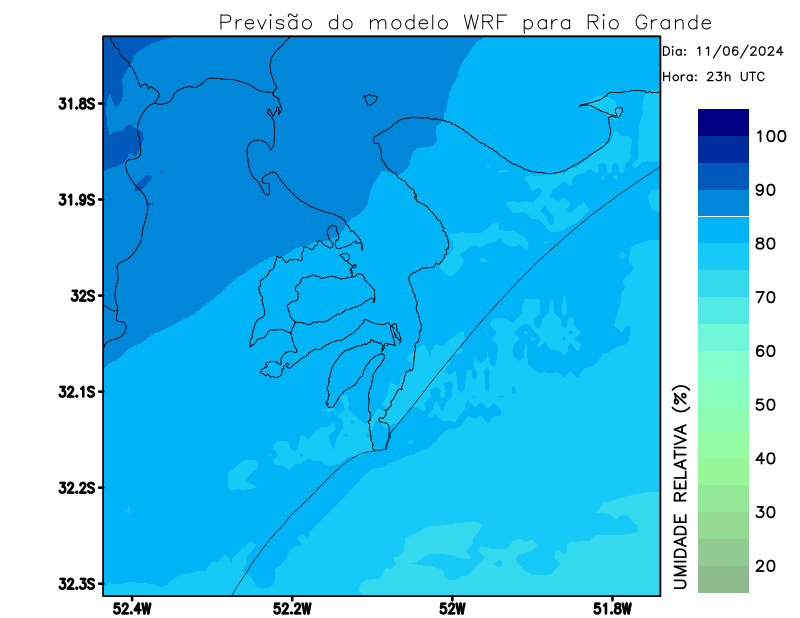 Previsão do modelo WRF para Rio Grande
Dia: 11/06/2024
Hora: 23h UTC
31.8S
31.9S
32S
32.1S
32.2S
32.3S
52.4W
52.2W
52W
51.8W
100
90
80
70
60
50
40
30
20
UMIDADE RELATIVA (%)